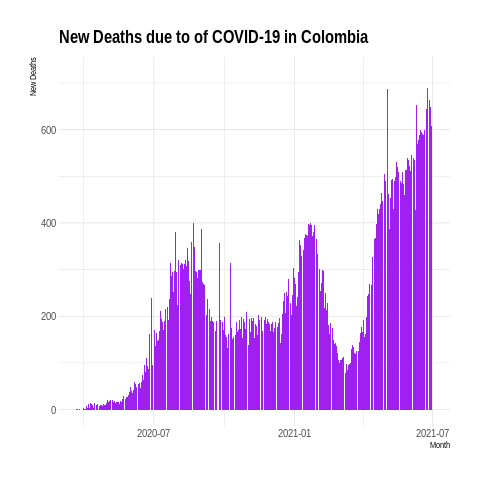 New Deaths due to of COVID-19 in Colombia
New Deaths
600
400
200
0
2020-07
2021-01
2021-07
Month